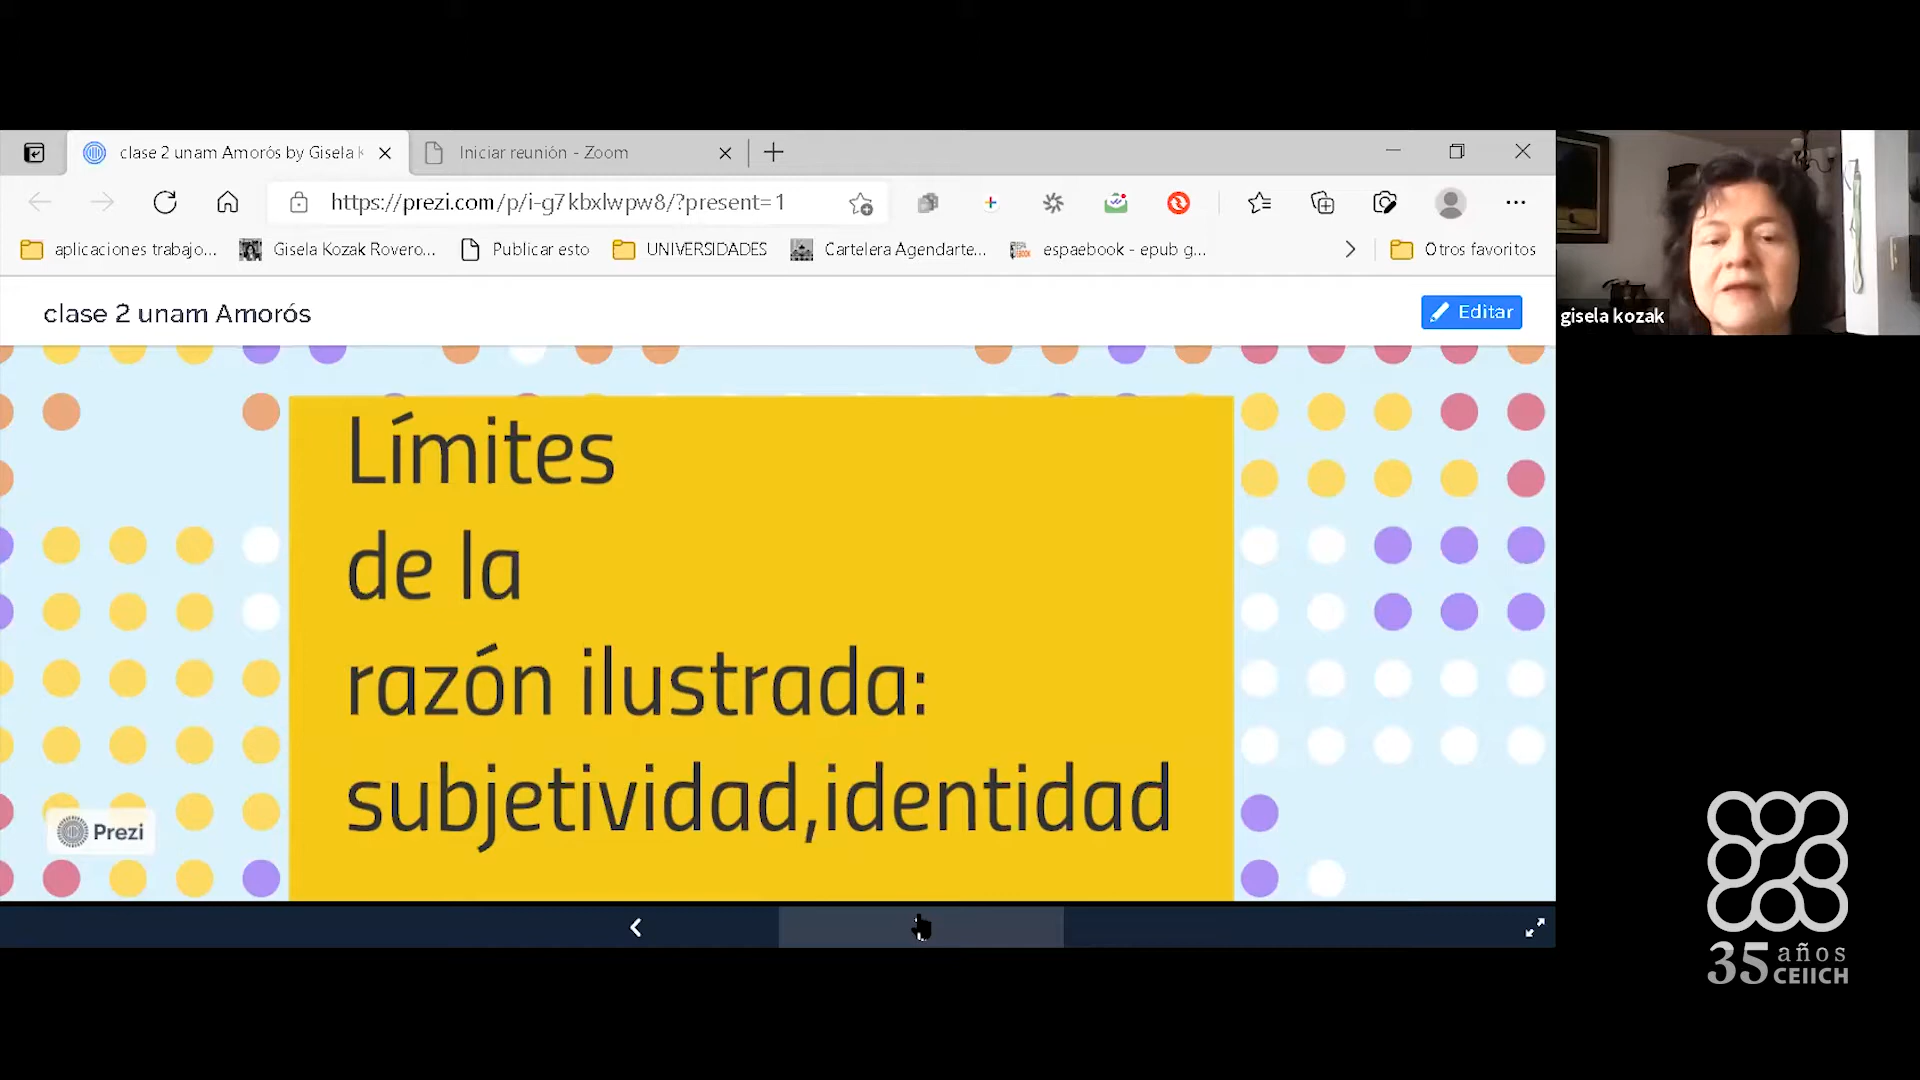 clase 2 unam Amorós by Gisela K
Iniciar reunión - Zoom
https://prezi.com/p/i-g7kbxlwpw8/?present=1
aplicaciones trabajo...
Gisela Kozak Rovero...
Publicar esto
UNIVERSIDADES
Cartelera Agendarte...
espaebook - epub g...
Otros favoritos
clase 2 unam Amorós
Editar
gisela kozak
Límites
de la
razón ilustrada:
subjetividad,identidad
Prezi
35 años
CEIICH